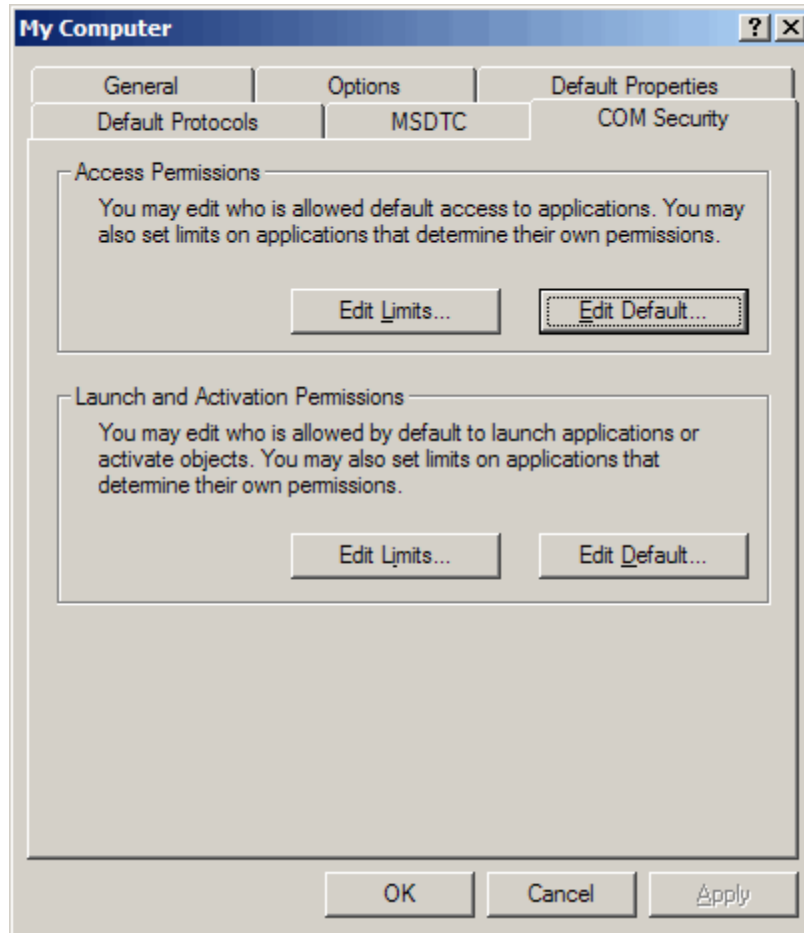 My Computer
General Options Default Properties
Default Protocols MSDTC COM Security
Access Permissions
You may edit who is allowed default access to applications. You may
also set limits on applications that determine their own permissions.
Edit Limits... Edit Default...
Launch and Activation Permissions
You may edit who is allowed by default to launch applications or
activate objects. You may also set limits on applications that
determine their own permissions.
Edit Limits... Edit Default...
OK Cancel Apply